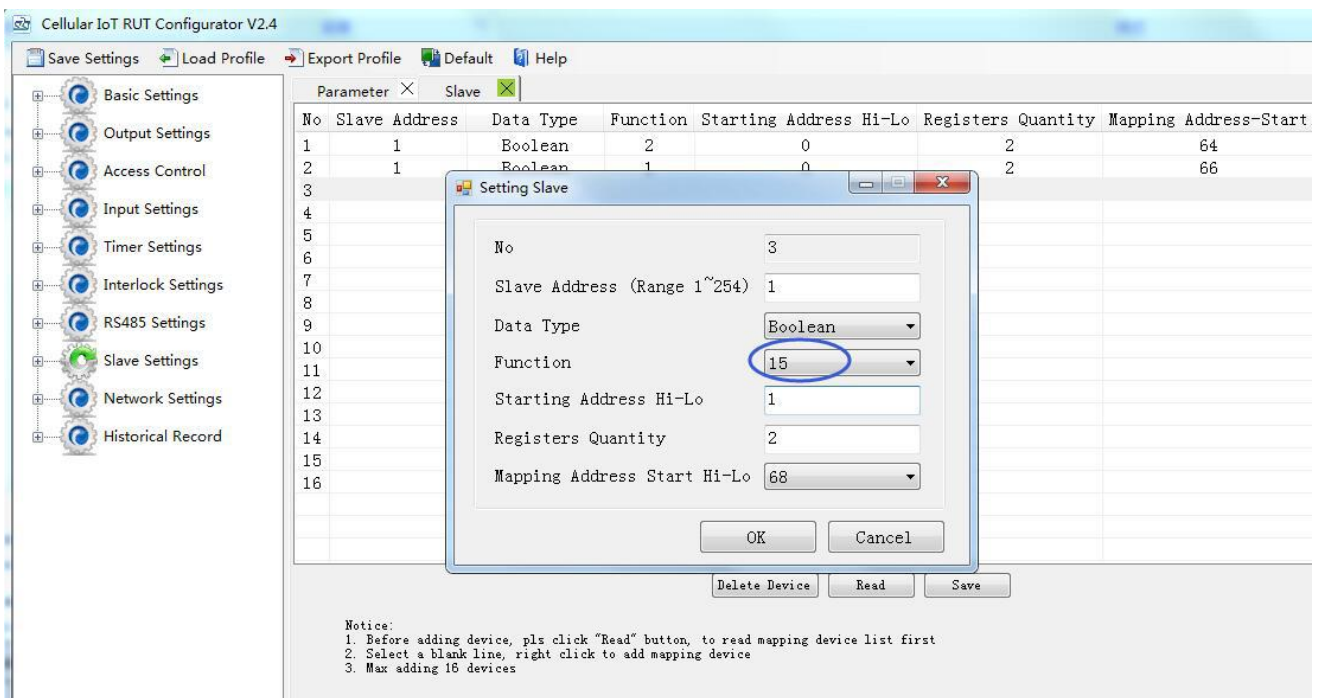 Cellular IoT RUT Configurator V2.4
Save Settings Load Profile Export Profile Default Help
Basic Settings
Output Settings
Access Control
Input Settings
Timer Settings
Interlock Settings
RS485 Settings
Slave Settings
Network Settings
Historical Record
Parameter Slave
No Slave Address Data Type Function Starting Address Hi-Lo Registers Quantity Mapping Address-Start
1 1 Boolean 2 0 2 64
2 1 Boolean 1 0 2 66
3
4
5
6
7
8
9
10
11
12
13
14
15
16
Setting Slave
No 3
Slave Address (Range 1~254) 1
Data Type Boolean
Function 15
Starting Address Hi-Lo 1
Registers Quantity 2
Mapping Address Start Hi-Lo 68
OK Cancel
Delete Device Read Save
Notice:
1. Before adding device, pls click "Read" button, to read mapping device list first
2. Select a blank line, right click to add mapping device
3. Max adding 16 devices